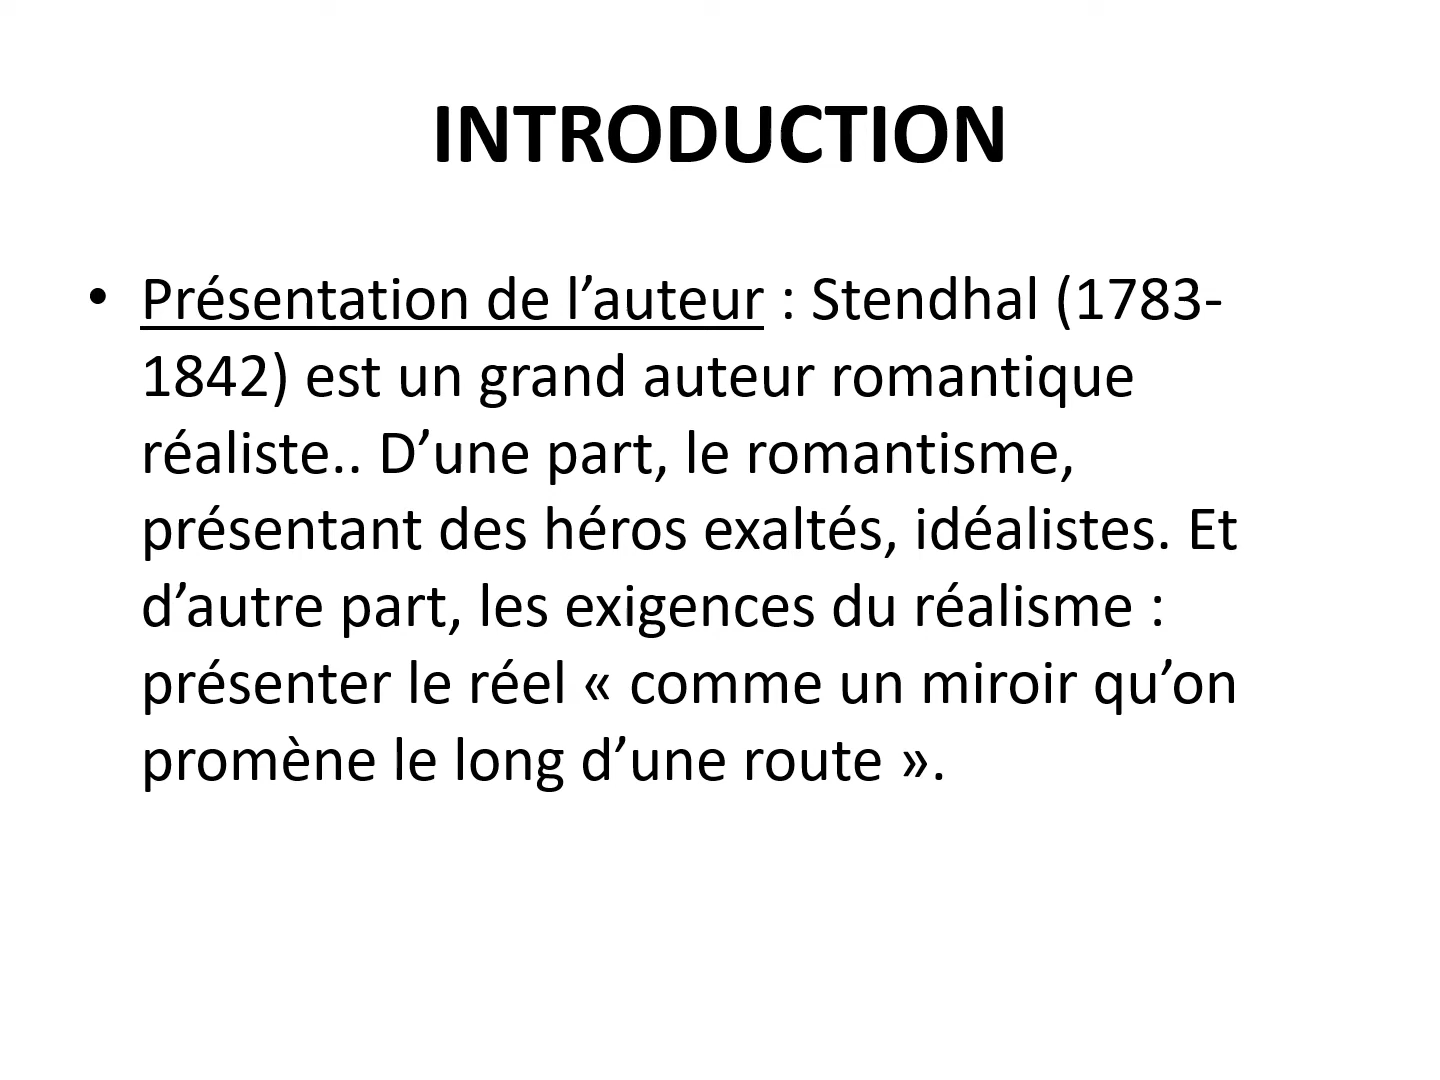 INTRODUCTION
• Présentation de l’auteur : Stendhal (1783-
1842) est un grand auteur romantique
réaliste.. D’une part, le romantisme,
présentant des héros exaltés, idéalistes. Et
d’autre part, les exigences du réalisme :
présenter le réel « comme un miroir qu’on
promène le long d’une route ».